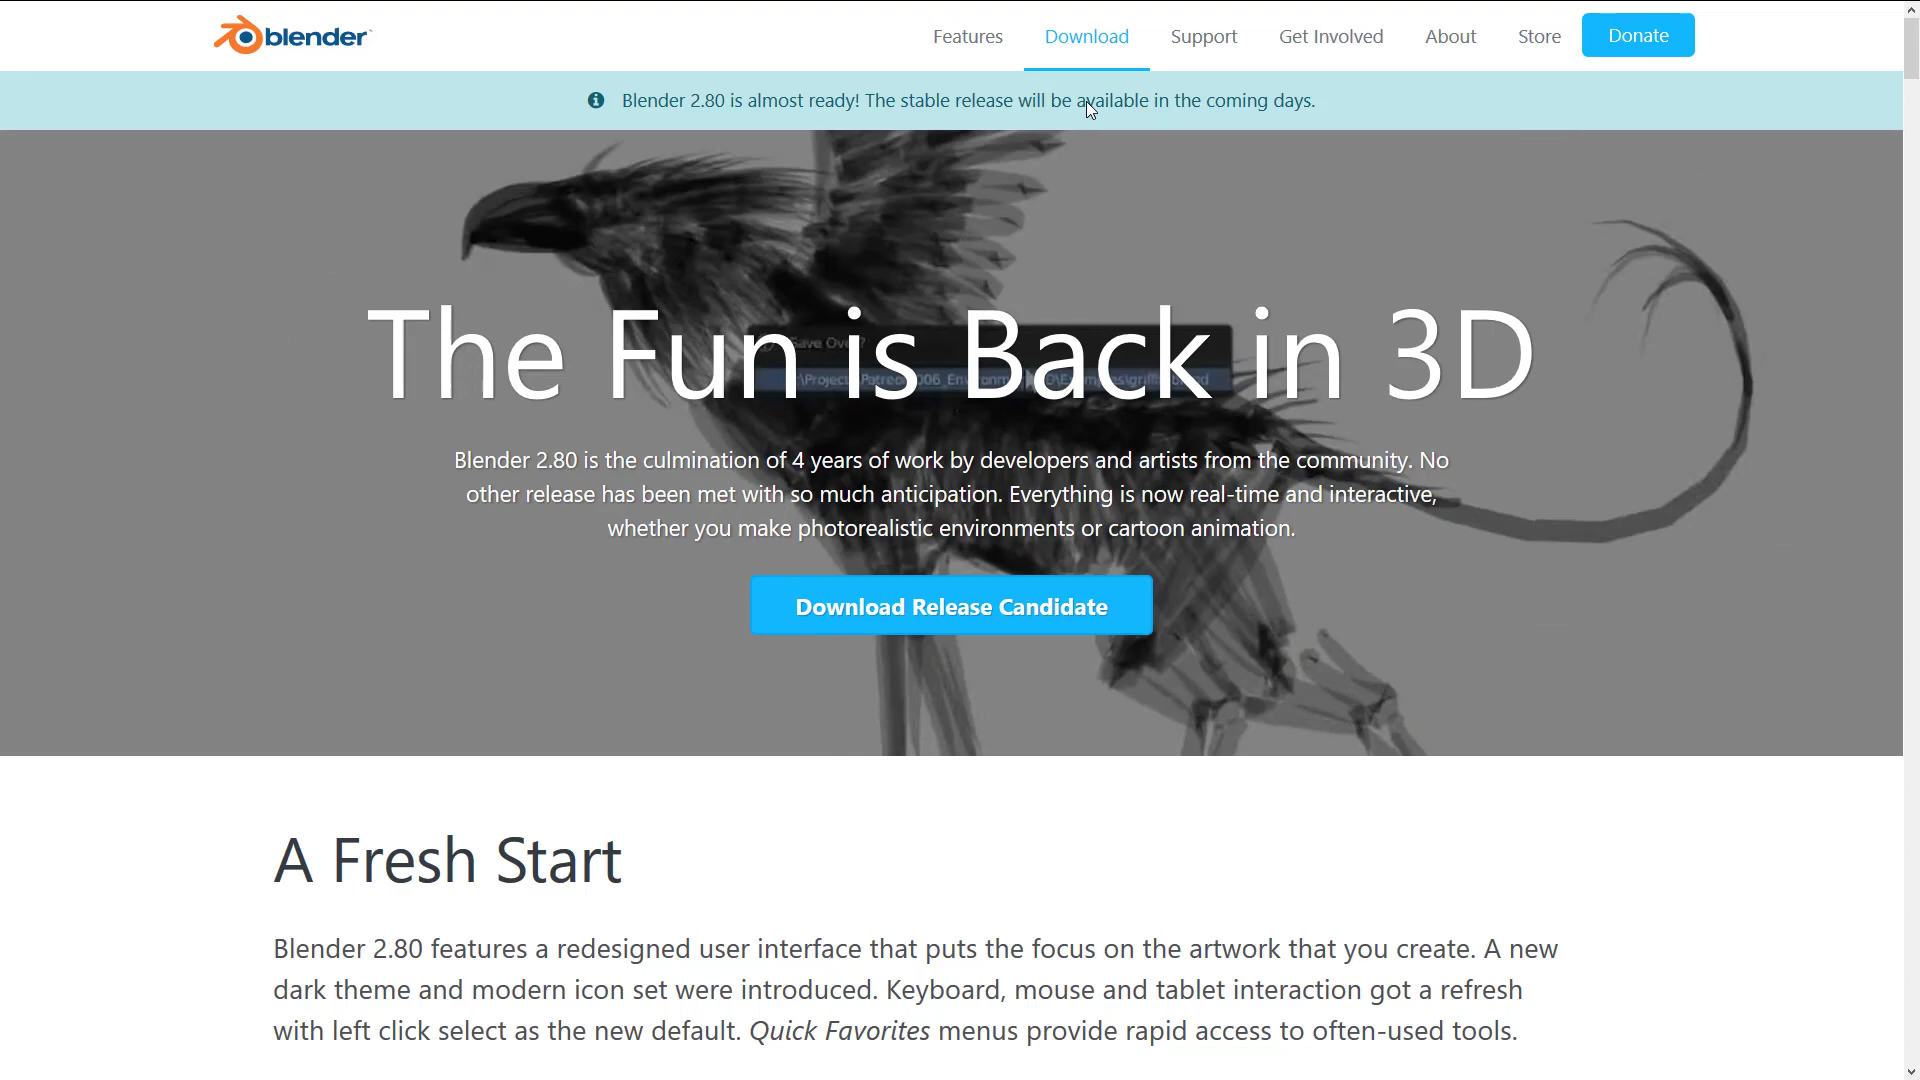 blender
Features Download Support Get Involved About Store Donate
Blender 2.80 is almost ready! The stable release will be available in the coming days.
The Fun is Back in 3D
Save Over?
Blender 2.80 is the culmination of 4 years of work by developers and artists from the community. No
other release has been met with so much anticipation. Everything is now real-time and interactive,
whether you make photorealistic environments or cartoon animation.
Download Release Candidate
A Fresh Start
Blender 2.80 features a redesigned user interface that puts the focus on the artwork that you create. A new
dark theme and modern icon set were introduced. Keyboard, mouse and tablet interaction got a refresh
with left click select as the new default. Quick Favorites menus provide rapid access to often-used tools.